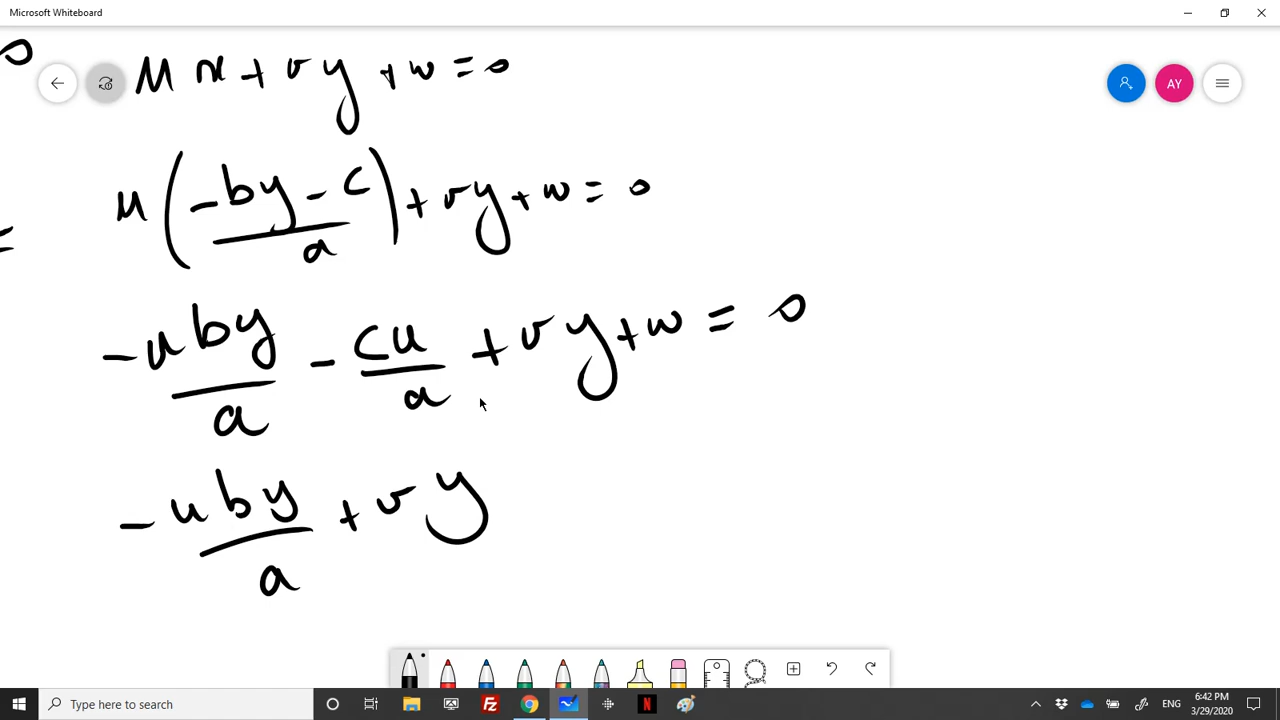 Microsoft Whiteboard
o
ux + vy + w = 0
AY
u(-by - c / a) + vy + w = 0
=
-uby/a - cu/a + vy + w = 0
-uby/a + vy
Type here to search
ENG
6:42 PM
3/29/2020